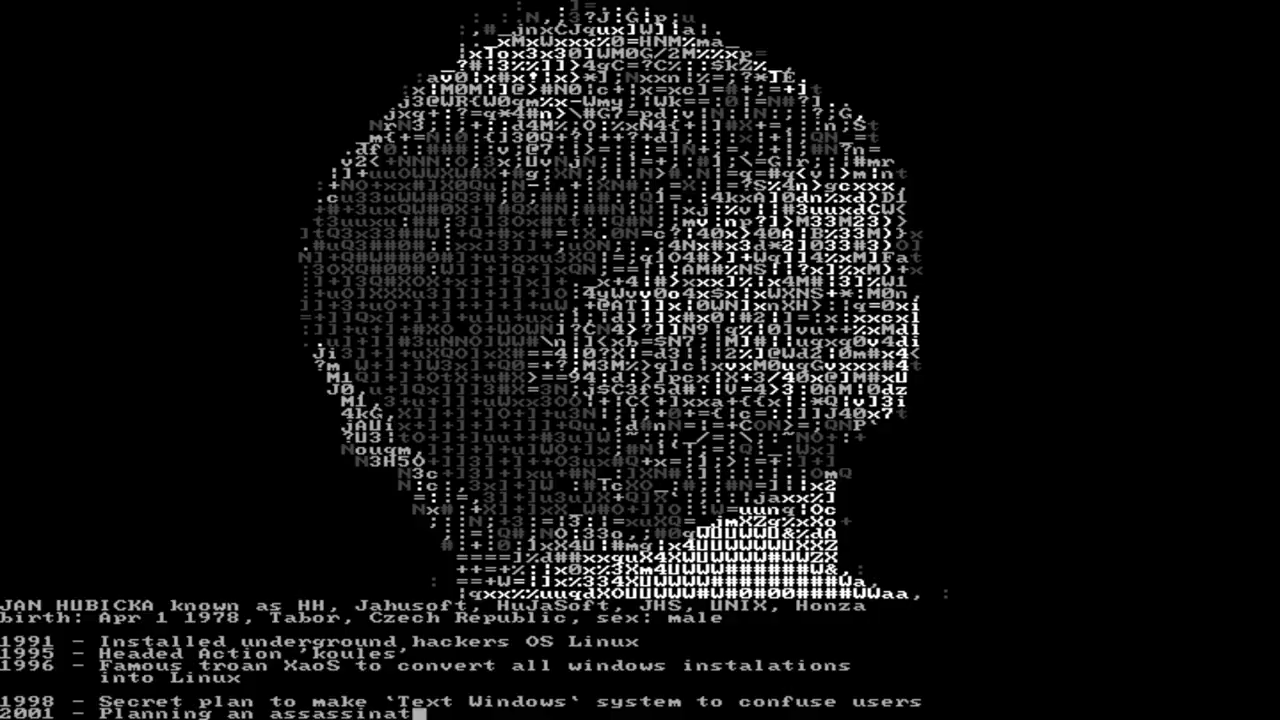 JAN HUBICKA known as HH, Jahusoft, HuJaSoft, JHS, UNIX, Honza
birth: Apr 1 1978, Tabor, Czech Republic, sex: male
1991 - Installed underground hackers OS Linux
1995 - Headed Action 'koules'
1996 - Famous troan XaoS to convert all windows instalations
into Linux
1998 - Secret plan to make `Text Windows` system to confuse users
2001 - Planning an assassinat